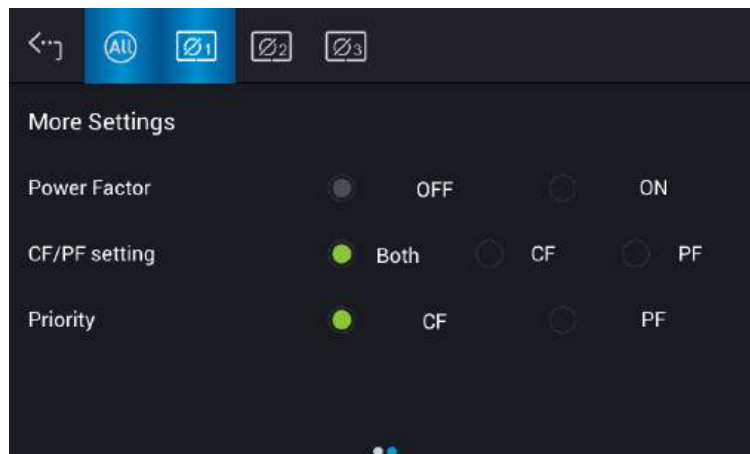 All Ø1 Ø2 Ø3
More Settings
Power Factor OFF ON
CF/PF setting Both CF PF
Priority CF PF